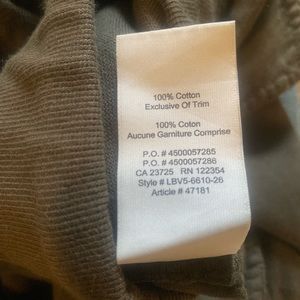 100% Cotton
Exclusive Of Trim
100% Coton
Aucune Garniture Comprise
P.O. # 4500057285
P.O. # 4500057286
CA 23725 RN 122354
Style # LBV5-6610-26
Article # 47181